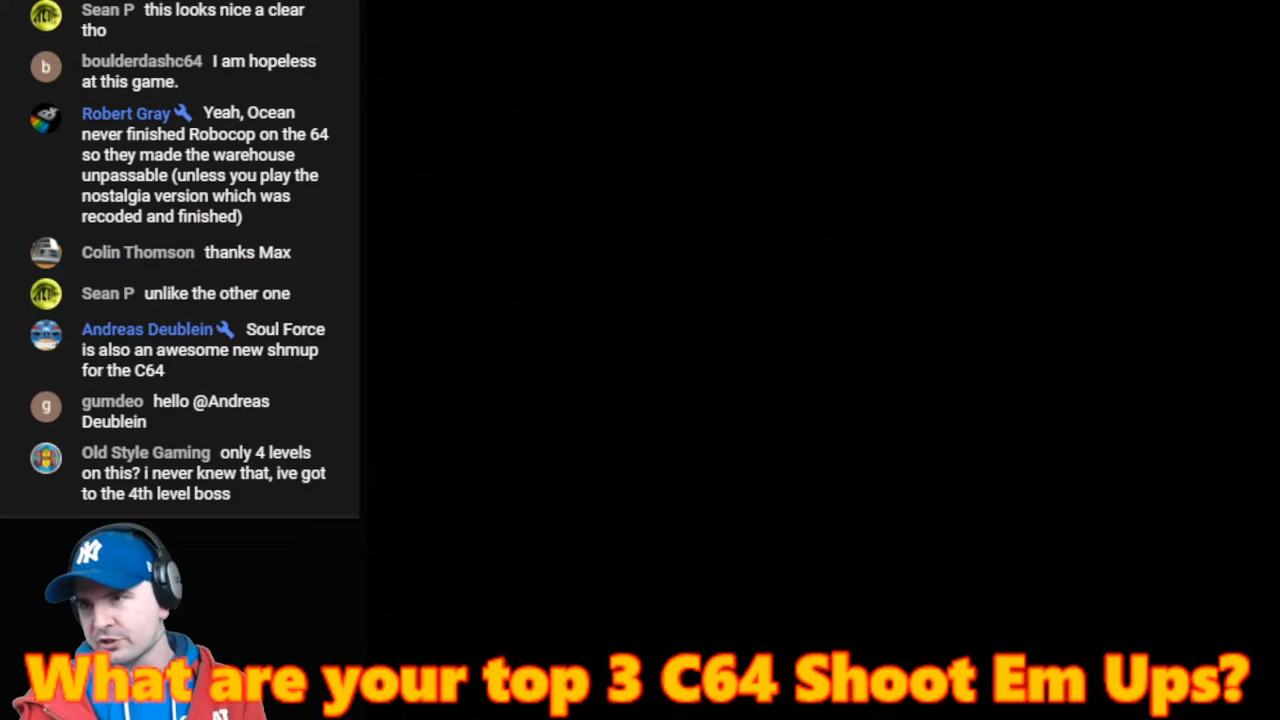 Sean P this looks nice a clear
tho
b
boulderdashc64 I am hopeless
at this game.
Robert Gray Yeah, Ocean
never finished Robocop on the 64
so they made the warehouse
unpassable (unless you play the
nostalgia version which was
recoded and finished)
Colin Thomson thanks Max
Sean P unlike the other one
Andreas Deublein Soul Force
is also an awesome new shmup
for the C64
g
gumdeo hello @Andreas
Deublein
Old Style Gaming only 4 levels
on this? i never knew that, ive got
to the 4th level boss
NY
What are your top 3 C64 Shoot Em Ups?